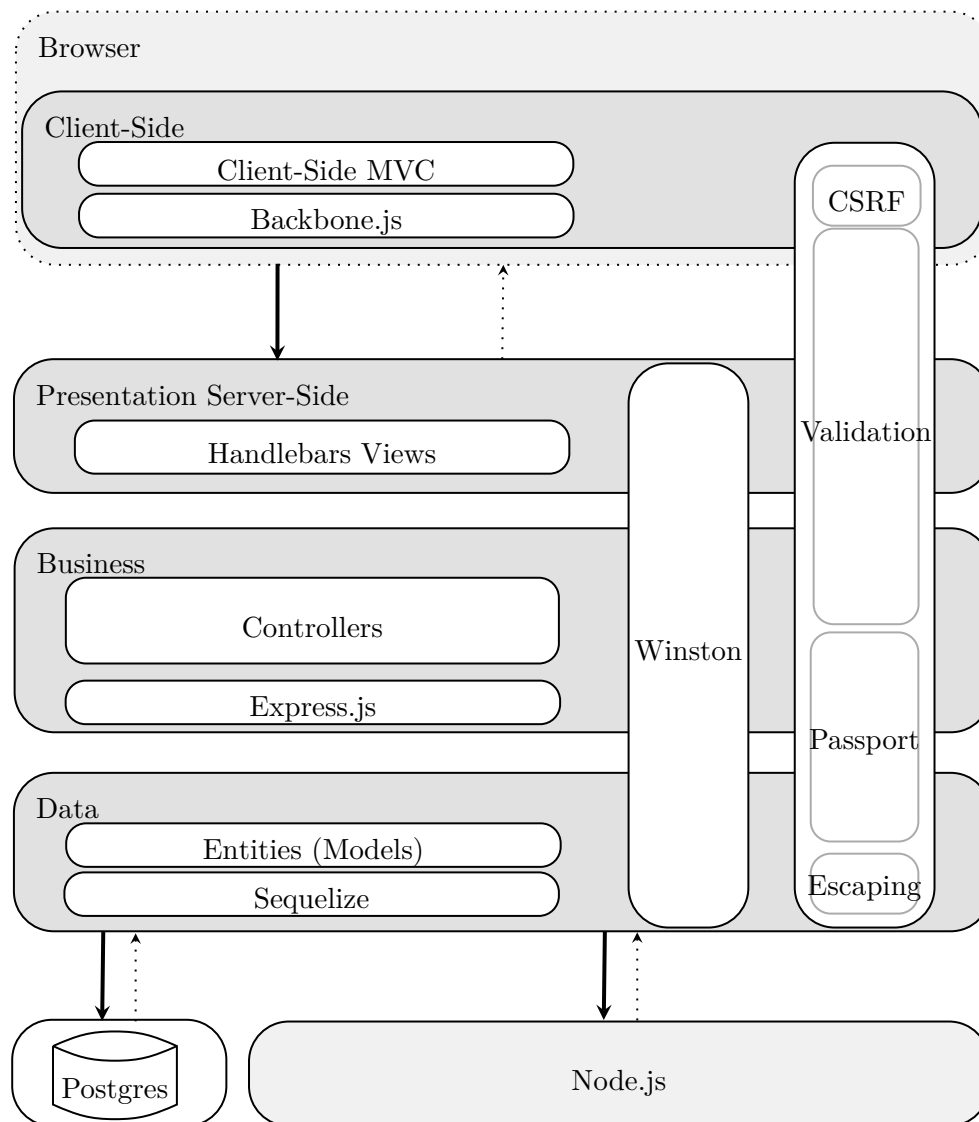 Browser
Client-Side
Client-Side MVC
CSRF
Backbone.js
Presentation Server-Side
Validation
Handlebars Views
Business
Controllers
Winston
Express.js
Passport
Data
Entities (Models)
Escaping
Sequelize
Postgres
Node.js